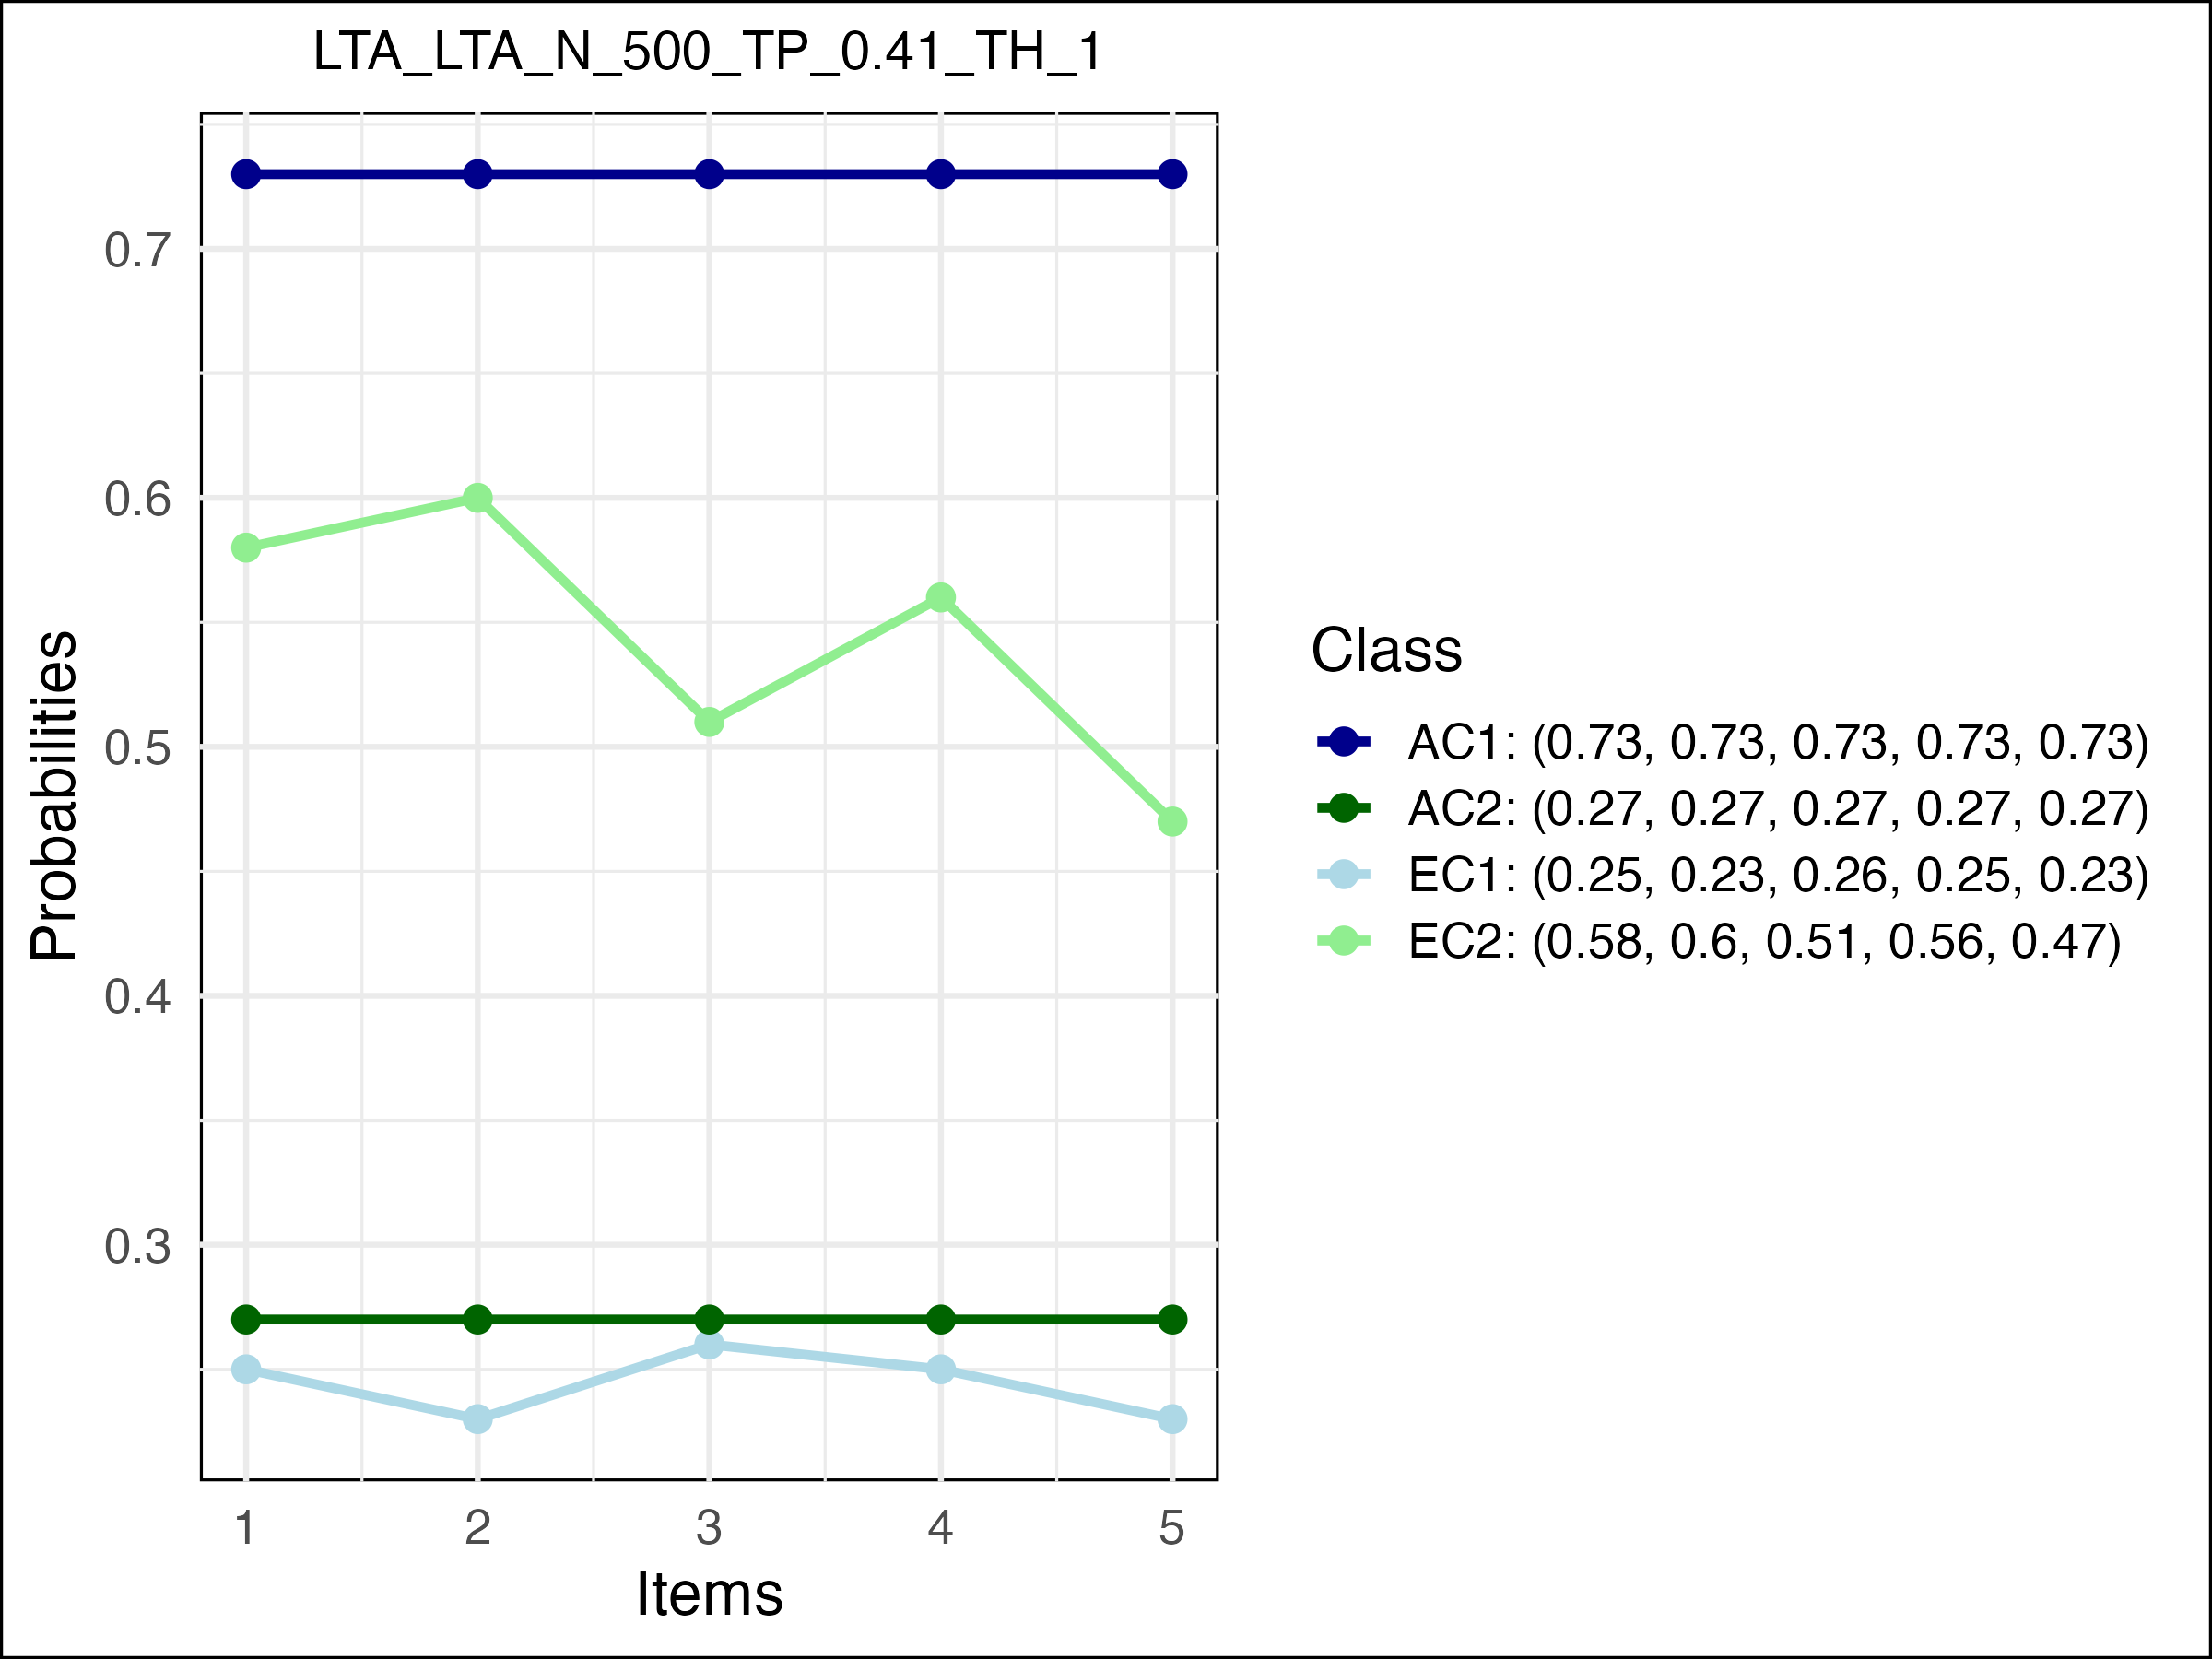 LTA_LTA_N_500_TP_0.41_TH_1
Probabilities
0.7
0.6
0.5
0.4
0.3
1 2 3 4 5
Items
Class
AC1: (0.73, 0.73, 0.73, 0.73, 0.73)
AC2: (0.27, 0.27, 0.27, 0.27, 0.27)
EC1: (0.25, 0.23, 0.26, 0.25, 0.23)
EC2: (0.58, 0.6, 0.51, 0.56, 0.47)